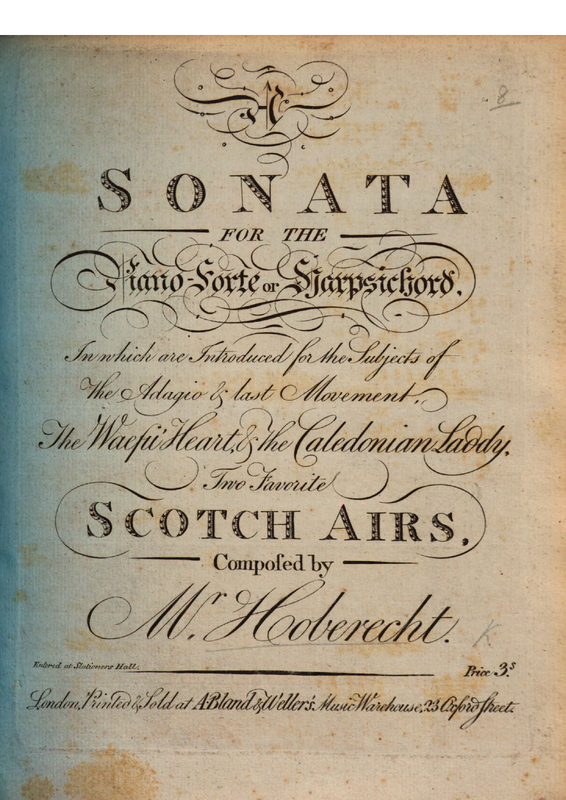 8
A
SONATA
FOR THE
Piano-Forte or Harpsichord.
In which are Introduced for the Subjects of
the Adagio & last Movement,
The Waefu' Heart, & the Caledonian Laddy,
Two Favorite
SCOTCH AIRS,
Compoſed by
Mr. Hoberecht.
K
Entered at Stationers Hall.
Price 3s
London, Printed & Sold at A. Bland & Weller's Music Warehouse, 23 Oxford Street.